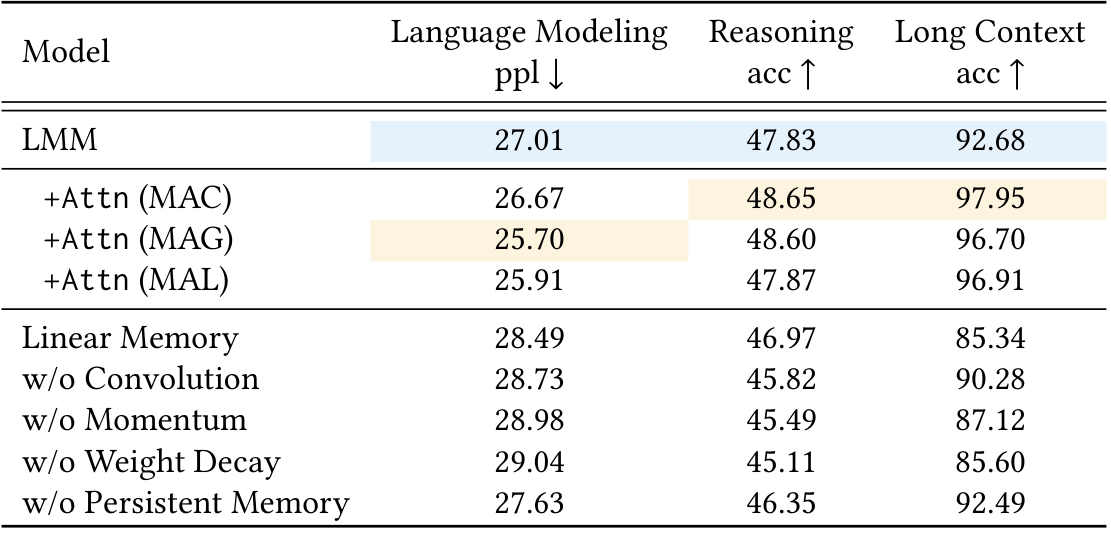 Model Language Modeling Reasoning Long Context
ppl ↓ acc ↑ acc ↑
LMM 27.01 47.83 92.68
+Attn (MAC) 26.67 48.65 97.95
+Attn (MAG) 25.70 48.60 96.70
+Attn (MAL) 25.91 47.87 96.91
Linear Memory 28.49 46.97 85.34
w/o Convolution 28.73 45.82 90.28
w/o Momentum 28.98 45.49 87.12
w/o Weight Decay 29.04 45.11 85.60
w/o Persistent Memory 27.63 46.35 92.49